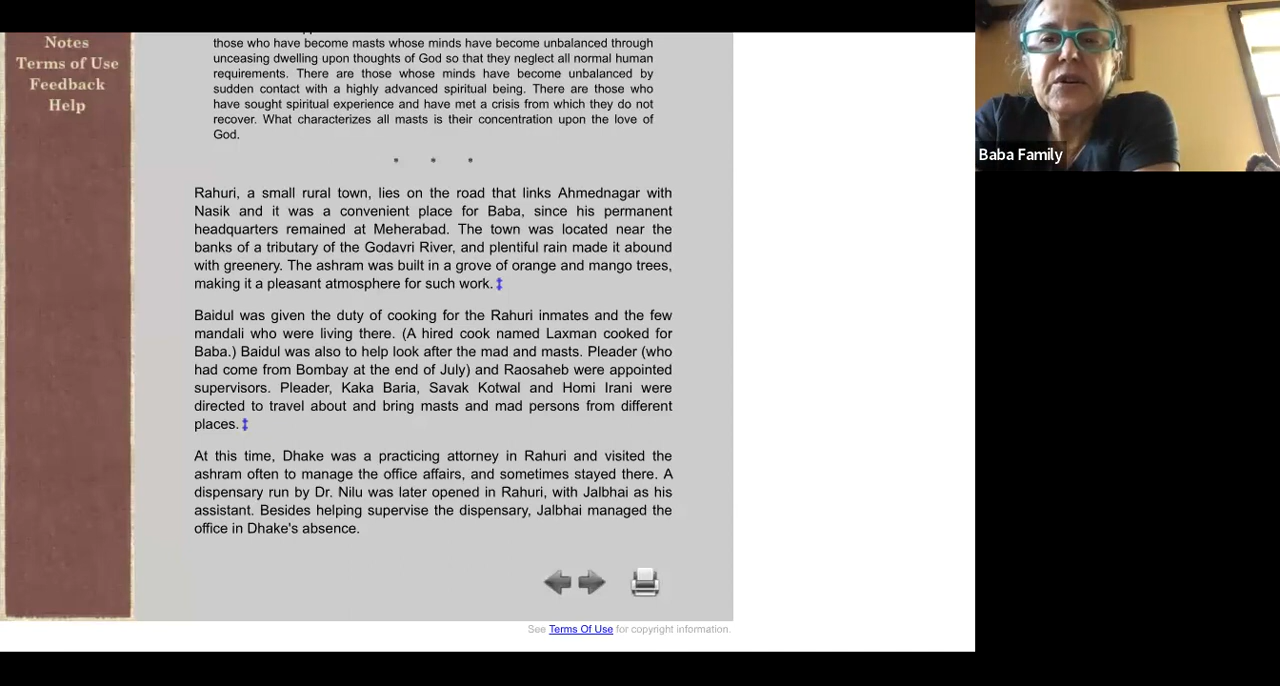 Notes
Terms of Use
Feedback
Help
those who have become masts whose minds have become unbalanced through
unceasing dwelling upon thoughts of God so that they neglect all normal human
requirements. There are those whose minds have become unbalanced by
sudden contact with a highly advanced spiritual being. There are those who
have sought spiritual experience and have met a crisis from which they do not
recover. What characterizes all masts is their concentration upon the love of
God.
Rahuri, a small rural town, lies on the road that links Ahmednagar with
Nasik and it was a convenient place for Baba, since his permanent
headquarters remained at Meherabad. The town was located near the
banks of a tributary of the Godavri River, and plentiful rain made it abound
with greenery. The ashram was built in a grove of orange and mango trees,
making it a pleasant atmosphere for such work.
Baidul was given the duty of cooking for the Rahuri inmates and the few
mandali who were living there. (A hired cook named Laxman cooked for
Baba.) Baidul was also to help look after the mad and masts. Pleader (who
had come from Bombay at the end of July) and Raosaheb were appointed
supervisors. Pleader, Kaka Baria, Savak Kotwal and Homi Irani were
directed to travel about and bring masts and mad persons from different
places.
At this time, Dhake was a practicing attorney in Rahuri and visited the
ashram often to manage the office affairs, and sometimes stayed there. A
dispensary run by Dr. Nilu was later opened in Rahuri, with Jalbhai as his
assistant. Besides helping supervise the dispensary, Jalbhai managed the
office in Dhake's absence.
See Terms Of Use for copyright information.
Baba Family